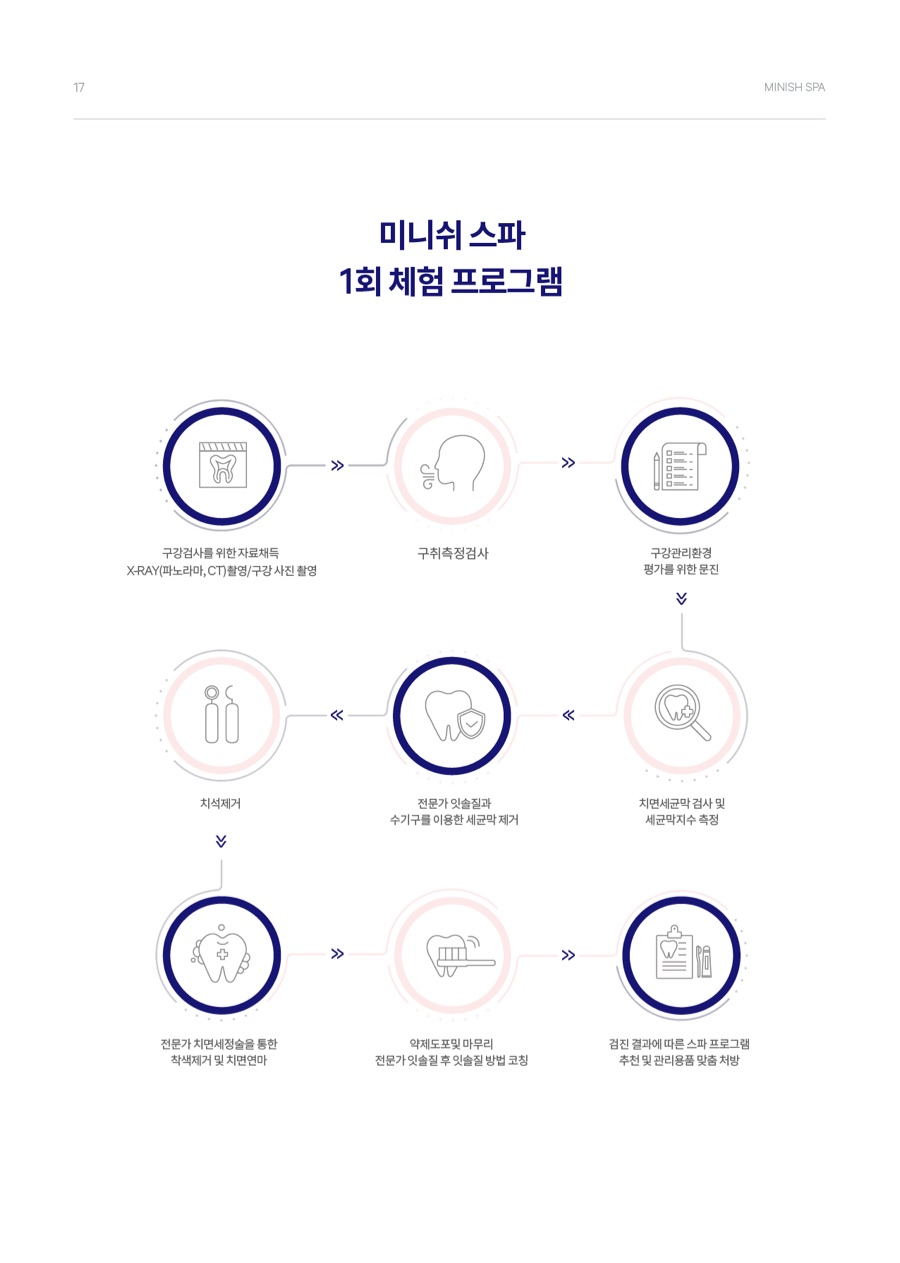 17
MINISH SPA
미니쉬 스파
1회 체험 프로그램
구강검사를 위한 자료채득
X-RAY(파노라마, CT)촬영/구강 사진 촬영
구취측정검사
구강관리환경
평가를 위한 문진
치면세균막 검사 및
세균막지수 측정
전문가 잇솔질과
수기구를 이용한 세균막 제거
치석제거
전문가 치면세정술을 통한
착색제거 및 치면연마
약제도포및 마무리
전문가 잇솔질 후 잇솔질 방법 코칭
검진 결과에 따른 스파 프로그램
추천 및 관리용품 맞춤 처방